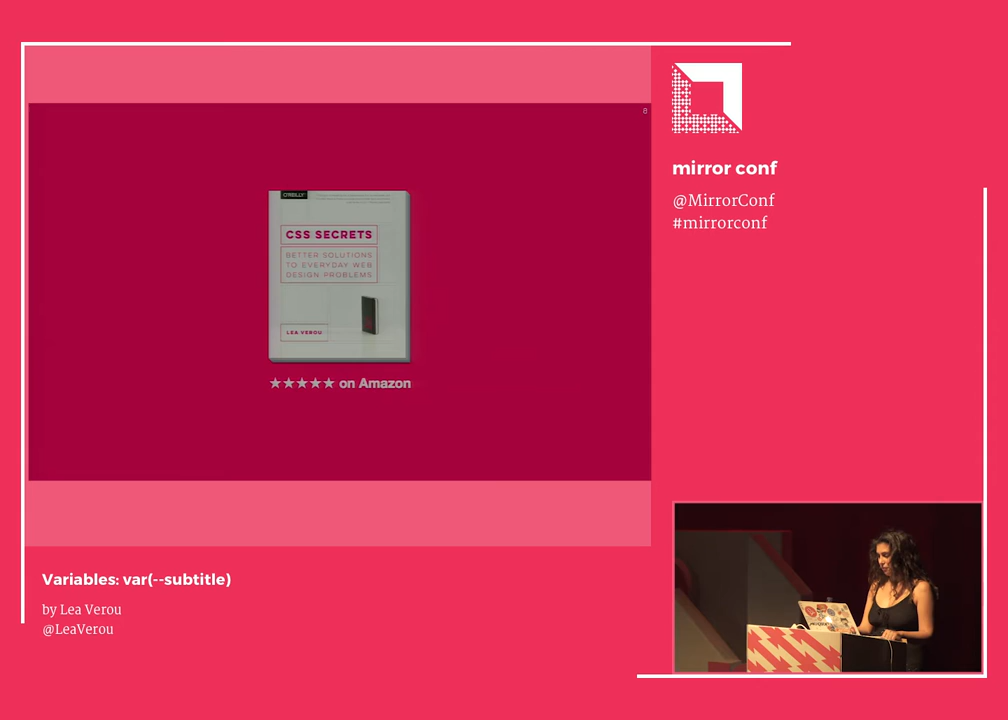 mirror conf
@MirrorConf
#mirrorconf
O'REILLY
CSS SECRETS
BETTER SOLUTIONS
TO EVERYDAY WEB
DESIGN PROBLEMS
LEA VEROU
★★★★★ on Amazon
Variables: var(--subtitle)
by Lea Verou
@LeaVerou